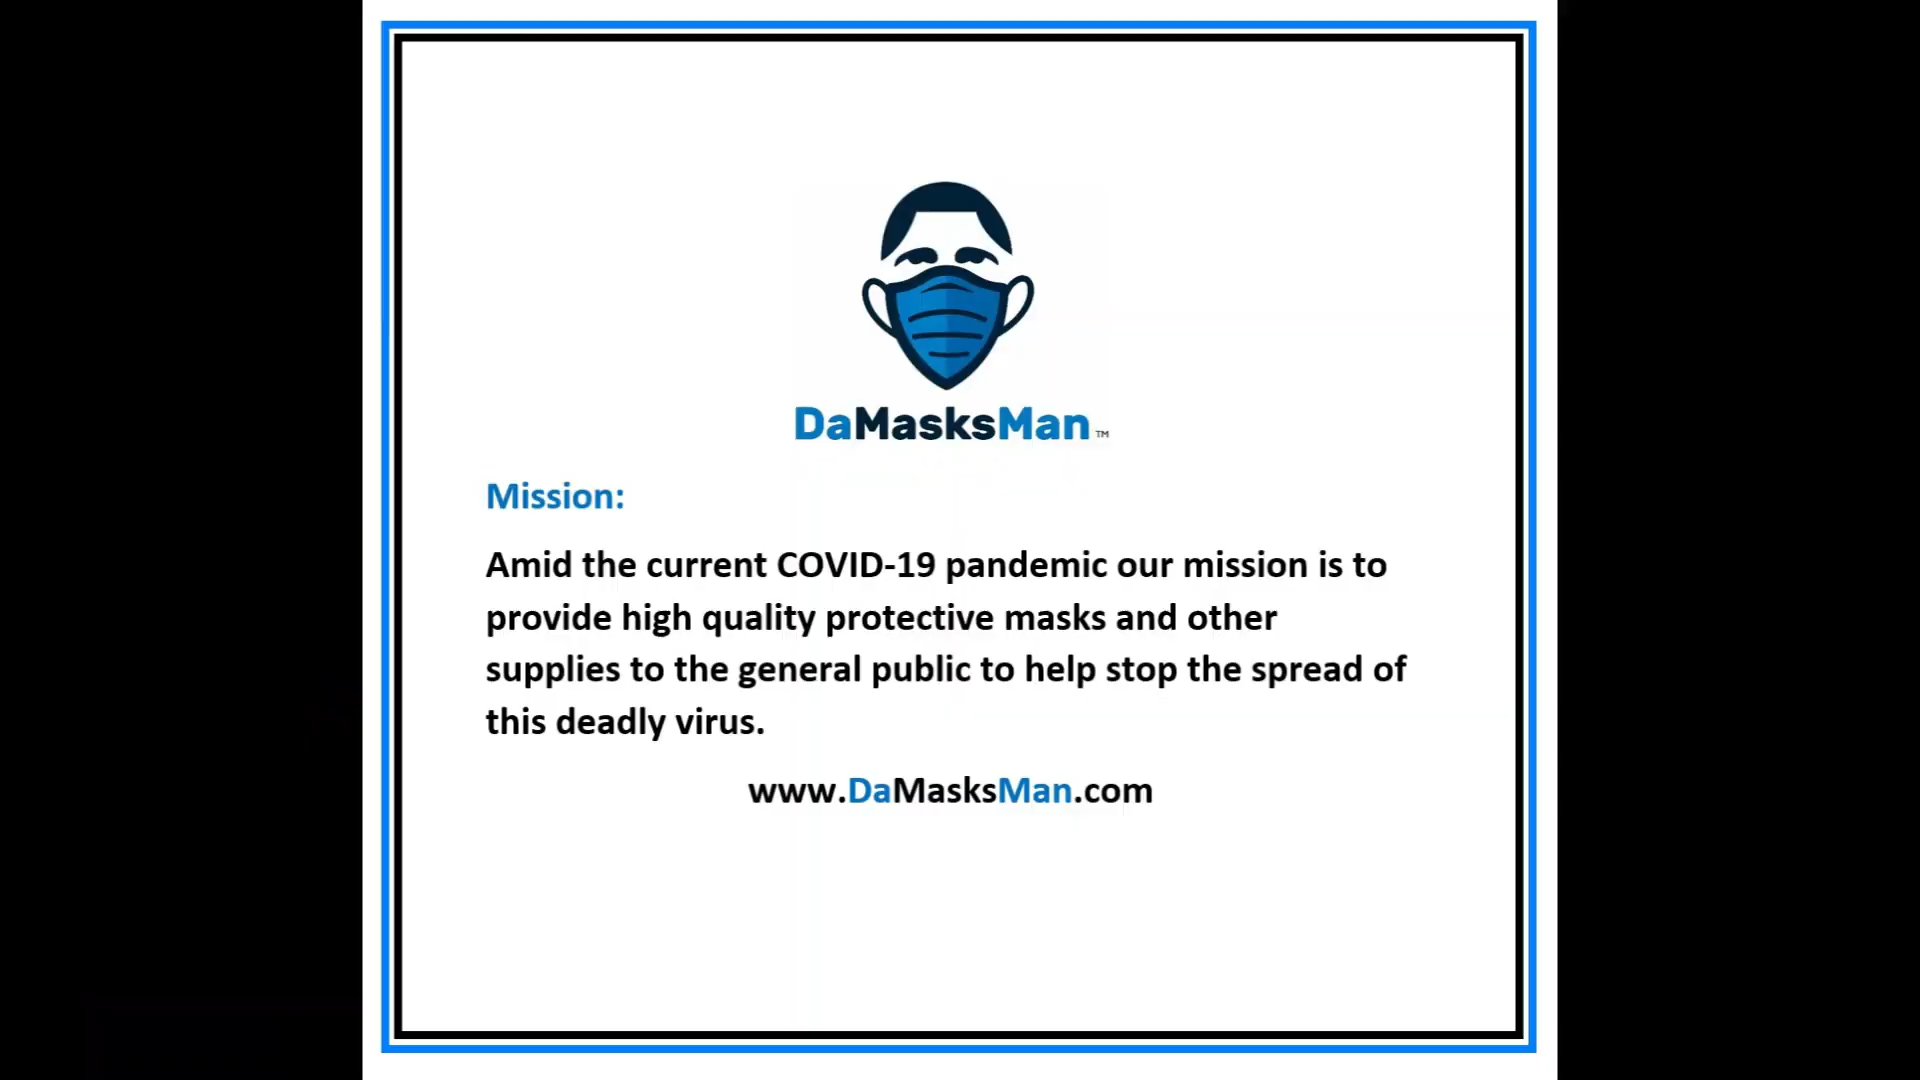 DaMasksMan™
Mission:
Amid the current COVID-19 pandemic our mission is to
provide high quality protective masks and other
supplies to the general public to help stop the spread of
this deadly virus.
www.DaMasksMan.com